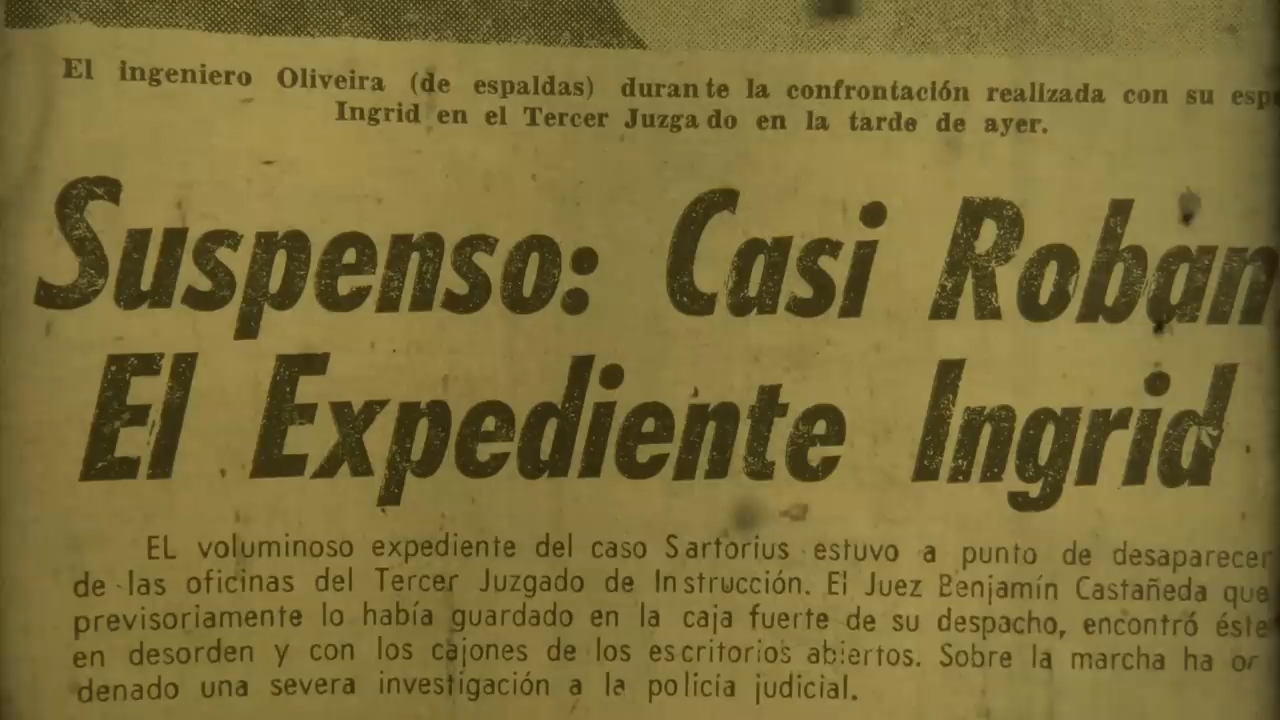 El ingeniero Oliveira (de espaldas) durante la confrontación realizada con su esp
Ingrid en el Tercer Juzgado en la tarde de ayer.
Suspenso: Casi Roban
El Expediente Ingrid
EL voluminoso expediente del caso Sartorius estuvo a punto de desaparecer
de las oficinas del Tercer Juzgado de Instrucción. El Juez Benjamín Castañeda que
previsoriamente lo había guardado en la caja fuerte de su despacho, encontró éste
en desorden y con los cajones de los escritorios abiertos. Sobre la marcha ha or
denado una severa investigación a la policía judicial.